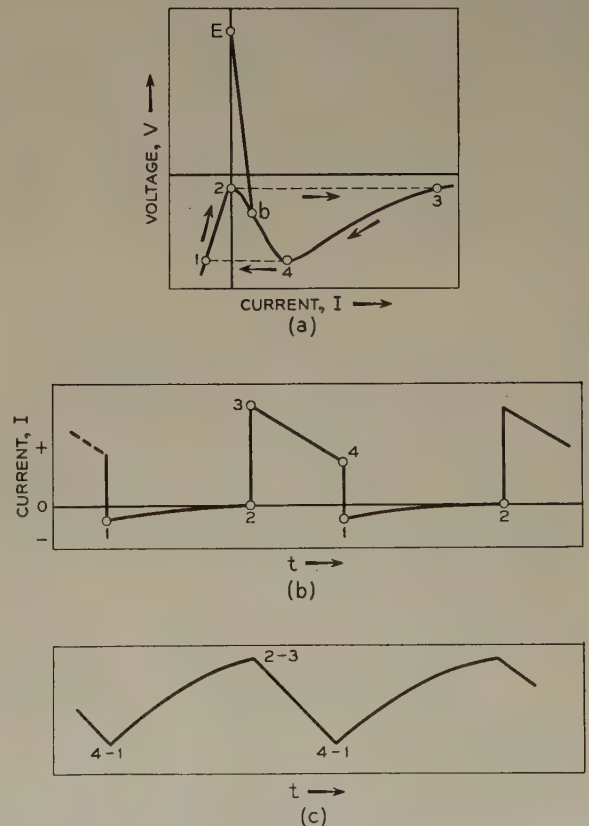 E
VOLTAGE, V ⟶
2
b
3
1
4
CURRENT, I ⟶
(a)
CURRENT, I
+
0
−
3
4
1
2
1
2
t ⟶
(b)
2-3
4-1
4-1
t ⟶
(c)